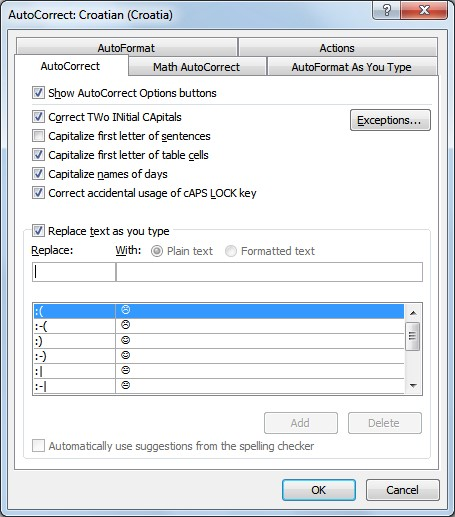 AutoCorrect: Croatian (Croatia)
AutoFormat Actions
AutoCorrect Math AutoCorrect AutoFormat As You Type
Show AutoCorrect Options buttons
Correct TWo INitial CApitals Exceptions...
Capitalize first letter of sentences
Capitalize first letter of table cells
Capitalize names of days
Correct accidental usage of cAPS LOCK key
Replace text as you type
Replace: With: Plain text Formatted text
:( ☹
:-( ☹
:) ☺
:-) ☺
:| 😐
:-| 😐
Add Delete
Automatically use suggestions from the spelling checker
OK Cancel